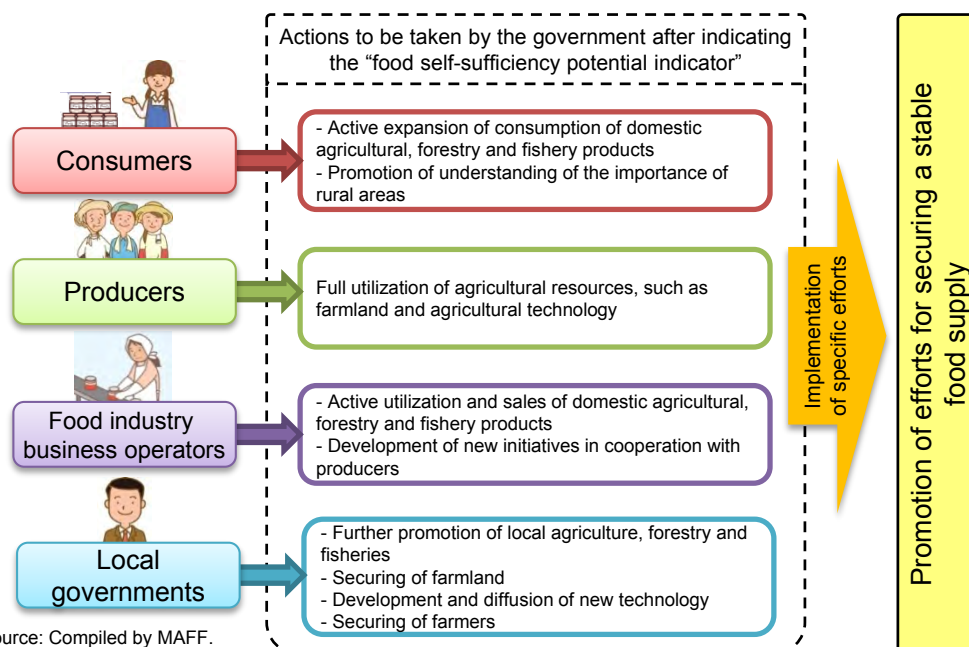 Actions to be taken by the government after indicating
the “food self-sufficiency potential indicator”
Consumers
- Active expansion of consumption of domestic
agricultural, forestry and fishery products
- Promotion of understanding of the importance of
rural areas
Producers
Full utilization of agricultural resources, such as
farmland and agricultural technology
Food industry
business operators
- Active utilization and sales of domestic agricultural,
forestry and fishery products
- Development of new initiatives in cooperation with
producers
Local
governments
- Further promotion of local agriculture, forestry and
fisheries
- Securing of farmland
- Development and diffusion of new technology
- Securing of farmers
Implementation
of specific efforts
Promotion of efforts for securing a stable
food supply
ource: Compiled by MAFF.